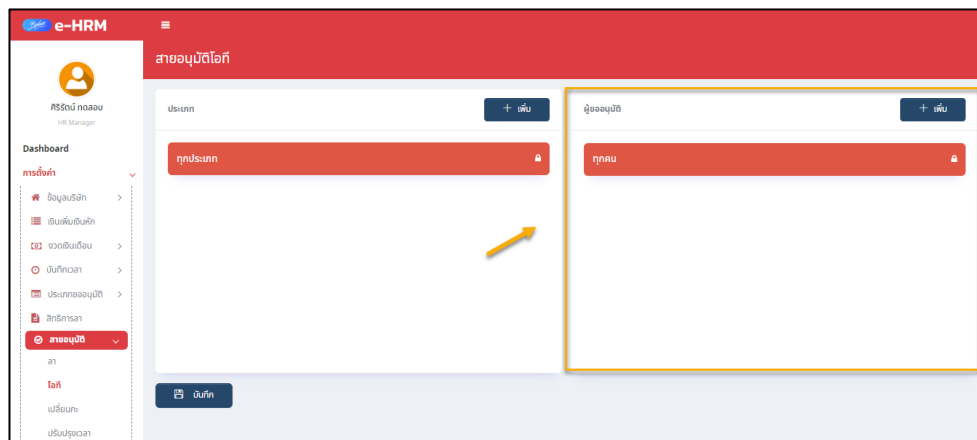 e-HRM
สายอนุมัติโอที
ศิริรัตน์ ทดสอบ
HR Manager
Dashboard
การตั้งค่า
ข้อมูลบริษัท
เงินเพิ่มเงินหัก
งวดเงินเดือน
บันทึกเวลา
ประเภทขออนุมัติ
สิทธิการลา
สายอนุมัติ
ลา
โอที
เปลี่ยนกะ
ปรับปรุงเวลา
ประเภท
+ เพิ่ม
ทุกประเภท
บันทึก
ผู้ขออนุมัติ
+ เพิ่ม
ทุกคน